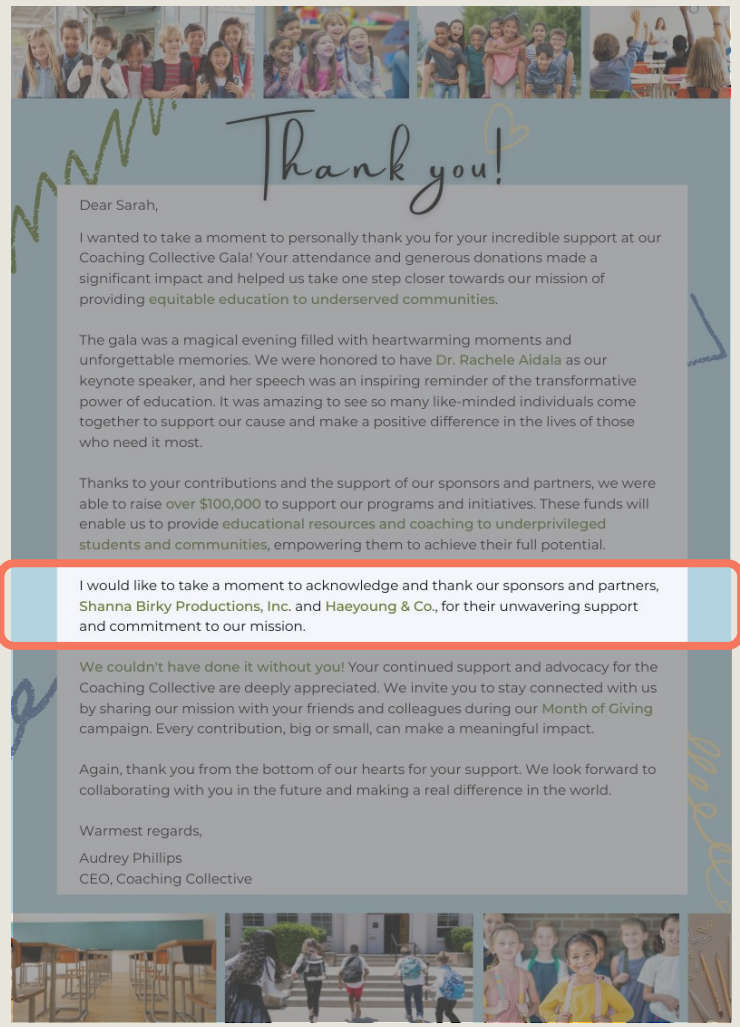 Thank you!
Dear Sarah,
I wanted to take a moment to personally thank you for your incredible support at our
Coaching Collective Gala! Your attendance and generous donations made a
significant impact and helped us take one step closer towards our mission of
providing equitable education to underserved communities.
The gala was a magical evening filled with heartwarming moments and
unforgettable memories. We were honored to have Dr. Rachele Aidala as our
keynote speaker, and her speech was an inspiring reminder of the transformative
power of education. It was amazing to see so many like-minded individuals come
together to support our cause and make a positive difference in the lives of those
who need it most.
Thanks to your contributions and the support of our sponsors and partners, we were
able to raise over $100,000 to support our programs and initiatives. These funds will
enable us to provide educational resources and coaching to underprivileged
students and communities, empowering them to achieve their full potential.
I would like to take a moment to acknowledge and thank our sponsors and partners,
Shanna Birky Productions, Inc. and Haeyoung & Co., for their unwavering support
and commitment to our mission.
We couldn't have done it without you! Your continued support and advocacy for the
Coaching Collective are deeply appreciated. We invite you to stay connected with us
by sharing our mission with your friends and colleagues during our Month of Giving
campaign. Every contribution, big or small, can make a meaningful impact.
Again, thank you from the bottom of our hearts for your support. We look forward to
collaborating with you in the future and making a real difference in the world.
Warmest regards,
Audrey Phillips
CEO, Coaching Collective